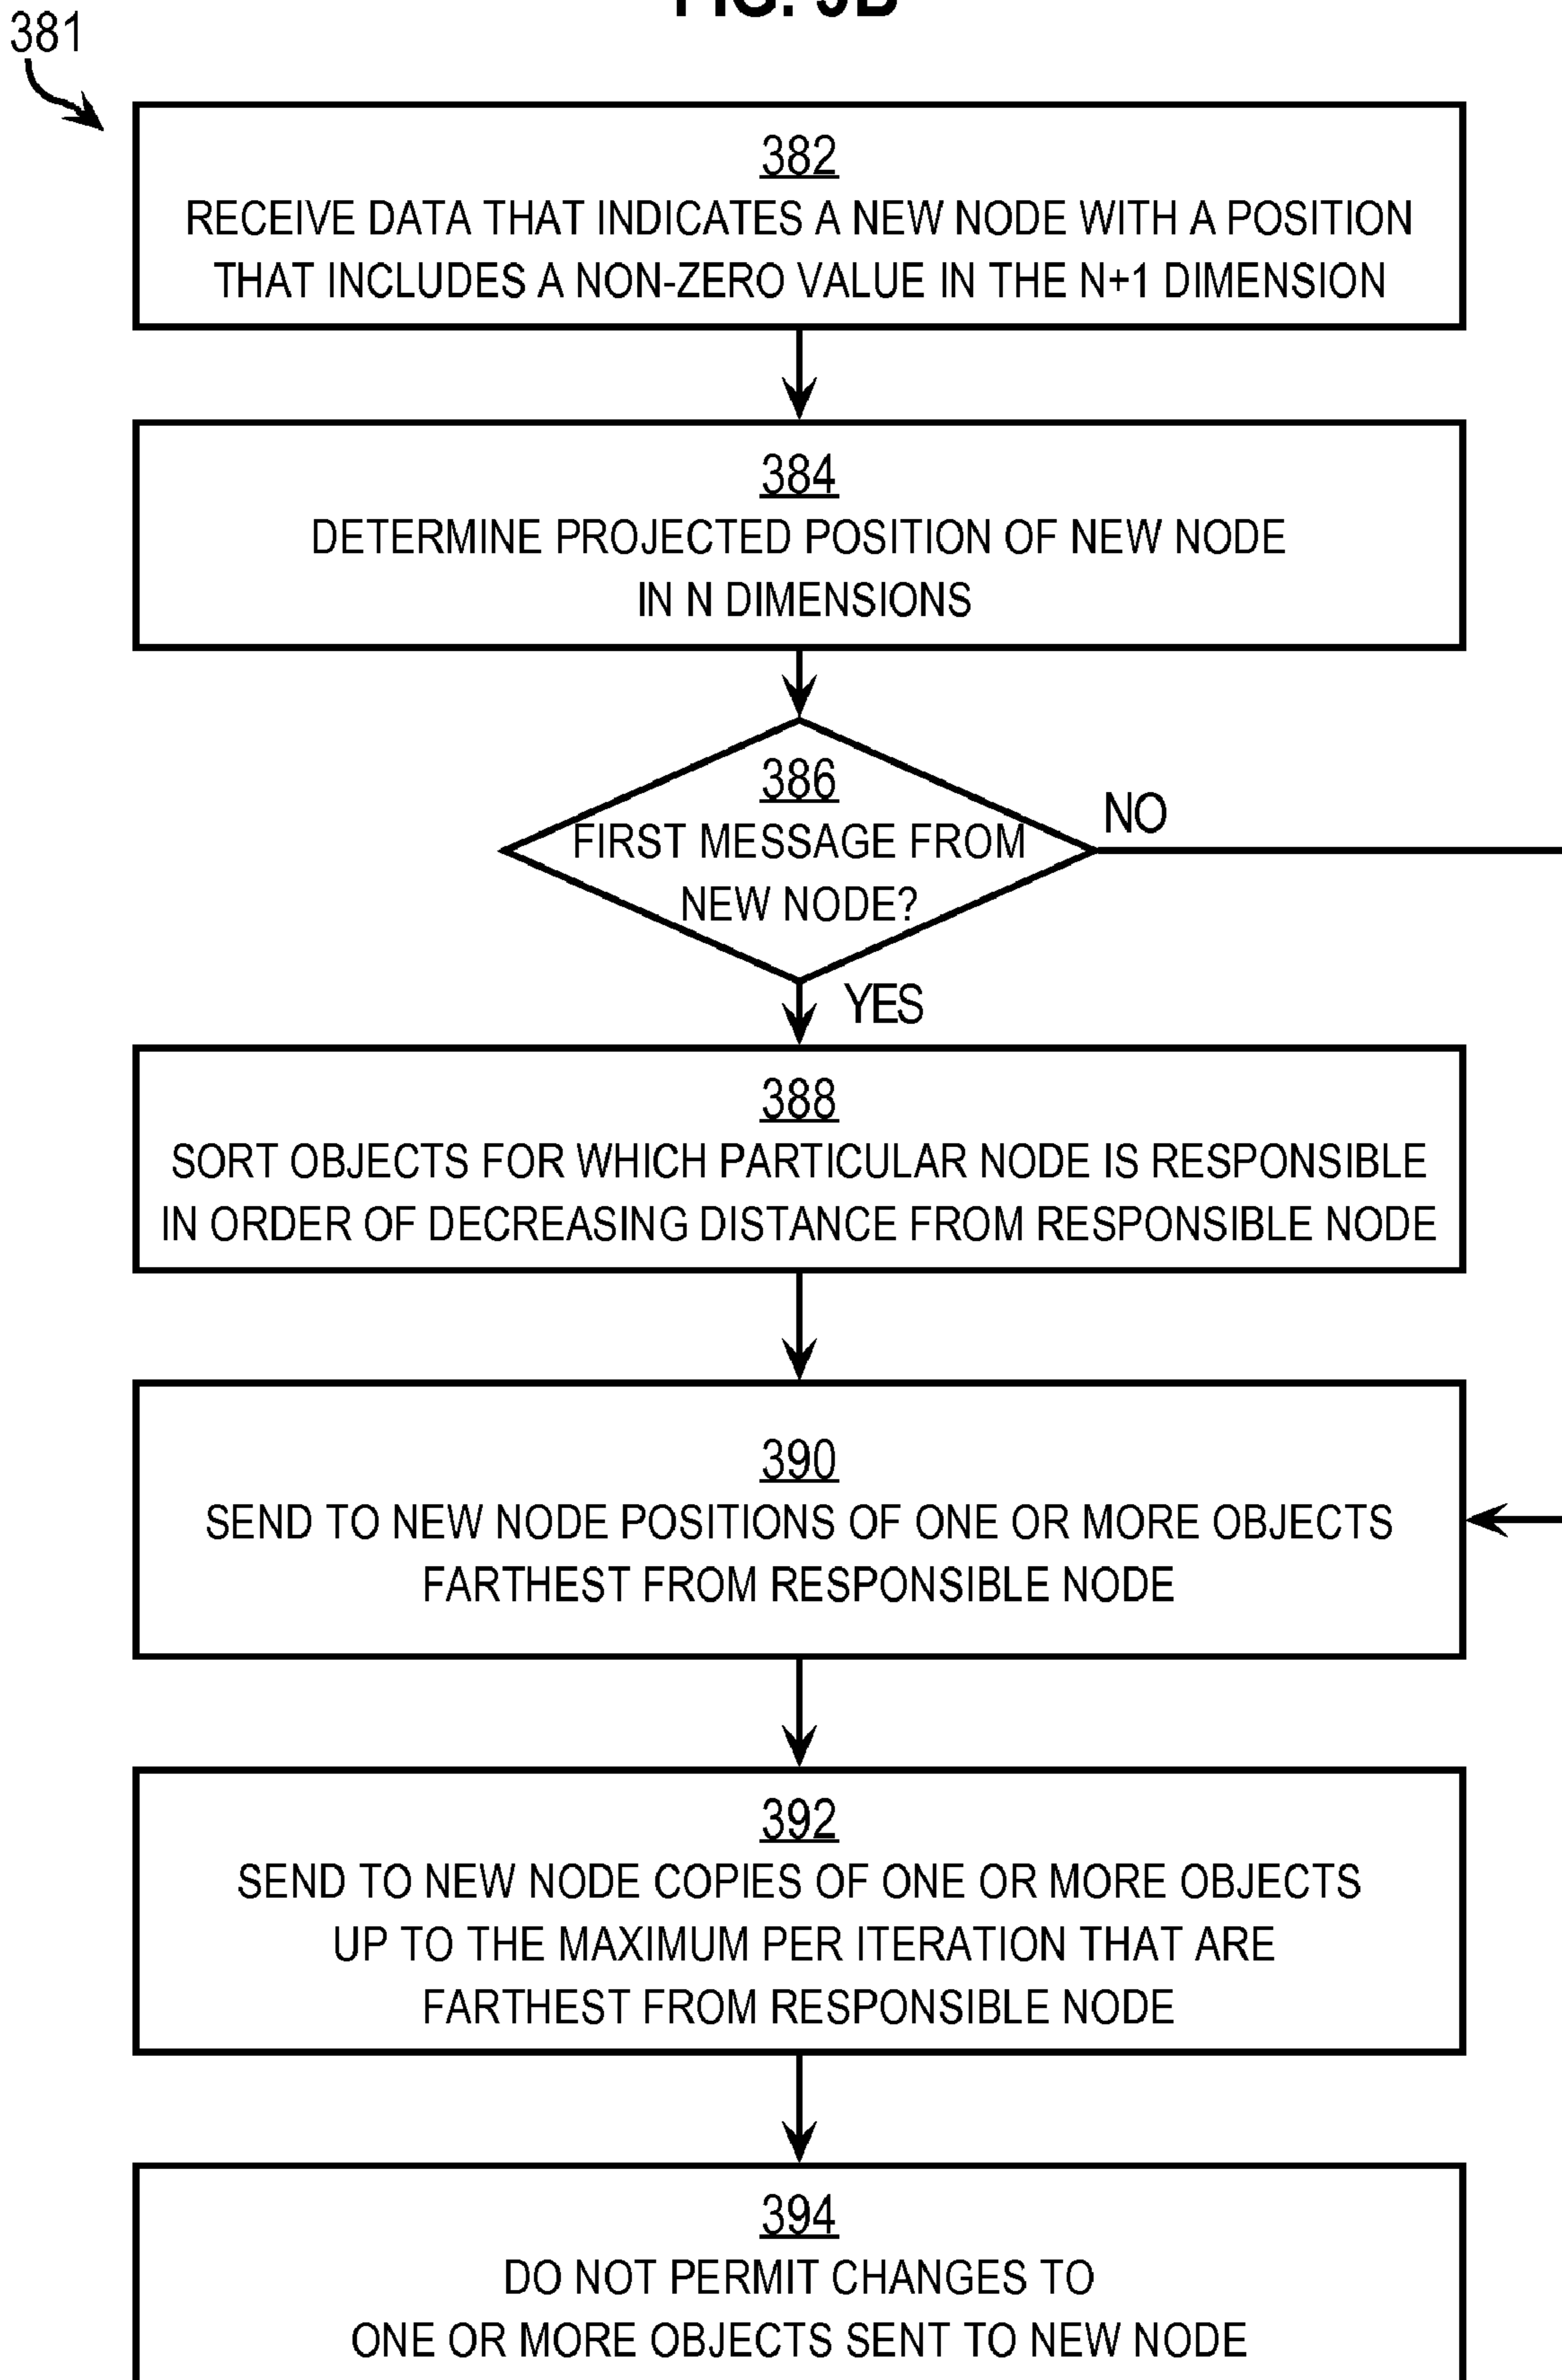 381
382
RECEIVE DATA THAT INDICATES A NEW NODE WITH A POSITION
THAT INCLUDES A NON-ZERO VALUE IN THE N+1 DIMENSION
384
DETERMINE PROJECTED POSITION OF NEW NODE
IN N DIMENSIONS
386
FIRST MESSAGE FROM
NEW NODE?
NO
YES
388
SORT OBJECTS FOR WHICH PARTICULAR NODE IS RESPONSIBLE
IN ORDER OF DECREASING DISTANCE FROM RESPONSIBLE NODE
390
SEND TO NEW NODE POSITIONS OF ONE OR MORE OBJECTS
FARTHEST FROM RESPONSIBLE NODE
392
SEND TO NEW NODE COPIES OF ONE OR MORE OBJECTS
UP TO THE MAXIMUM PER ITERATION THAT ARE
FARTHEST FROM RESPONSIBLE NODE
394
DO NOT PERMIT CHANGES TO
ONE OR MORE OBJECTS SENT TO NEW NODE